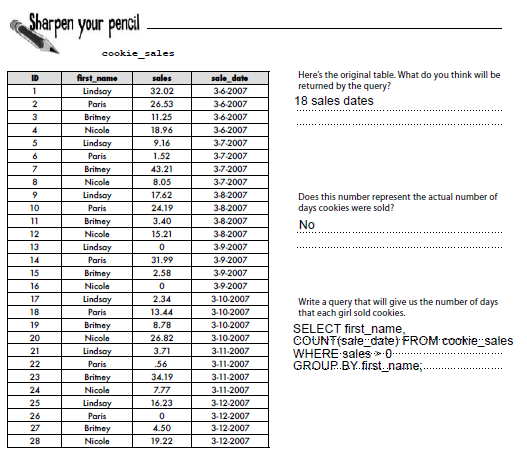 Sharpen your pencil
cookie_sales
ID first_name sales sale_date
1 Lindsay 32.02 3-6-2007
2 Paris 26.53 3-6-2007
3 Britney 11.25 3-6-2007
4 Nicole 18.96 3-6-2007
5 Lindsay 9.16 3-7-2007
6 Paris 1.52 3-7-2007
7 Britney 43.21 3-7-2007
8 Nicole 8.05 3-7-2007
9 Lindsay 17.62 3-8-2007
10 Paris 24.19 3-8-2007
11 Britney 3.40 3-8-2007
12 Nicole 15.21 3-8-2007
13 Lindsay 0 3-9-2007
14 Paris 31.99 3-9-2007
15 Britney 2.58 3-9-2007
16 Nicole 0 3-9-2007
17 Lindsay 2.34 3-10-2007
18 Paris 13.44 3-10-2007
19 Britney 8.78 3-10-2007
20 Nicole 26.82 3-10-2007
21 Lindsay 3.71 3-11-2007
22 Paris .56 3-11-2007
23 Britney 34.19 3-11-2007
24 Nicole 7.77 3-11-2007
25 Lindsay 16.23 3-12-2007
26 Paris 0 3-12-2007
27 Britney 4.50 3-12-2007
28 Nicole 19.22 3-12-2007
Here's the original table. What do you think will be
returned by the query?
18 sales dates
Does this number represent the actual number of
days cookies were sold?
No
Write a query that will give us the number of days
that each girl sold cookies.
SELECT first_name,
COUNT(sale_date) FROM cookie_sales
WHERE sales > 0
GROUP BY first_name;